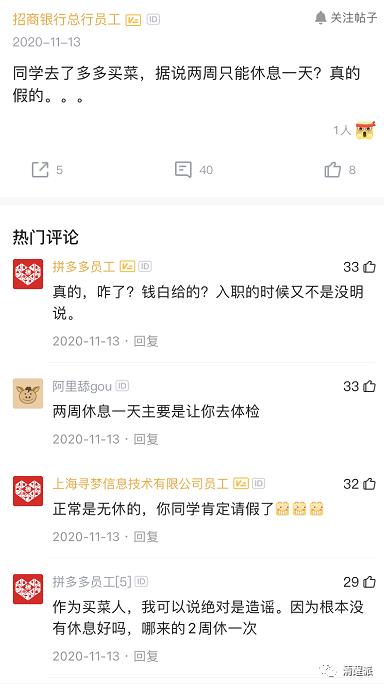 招商银行总行员工 V2 ID
关注帖子
2020-11-13
同学去了多多买菜，据说两周只能休息一天？真的
假的。。。
1人
5
40
8
热门评论
拼多多员工 V2 ID
33
真的，咋了？钱白给的？入职的时候又不是没明
说。
2020-11-13 · 回复
阿里舔gou ID
33
两周休息一天主要是让你去体检
2020-11-13 · 回复
上海寻梦信息技术有限公司员工 V2 ID
32
正常是无休的，你同学肯定请假了
2020-11-13 · 回复
拼多多员工[5] ID
29
作为买菜人，我可以说绝对是造谣。因为根本没
有休息好吗，哪来的2周休一次
2020-11-13 · 回复
清醒派